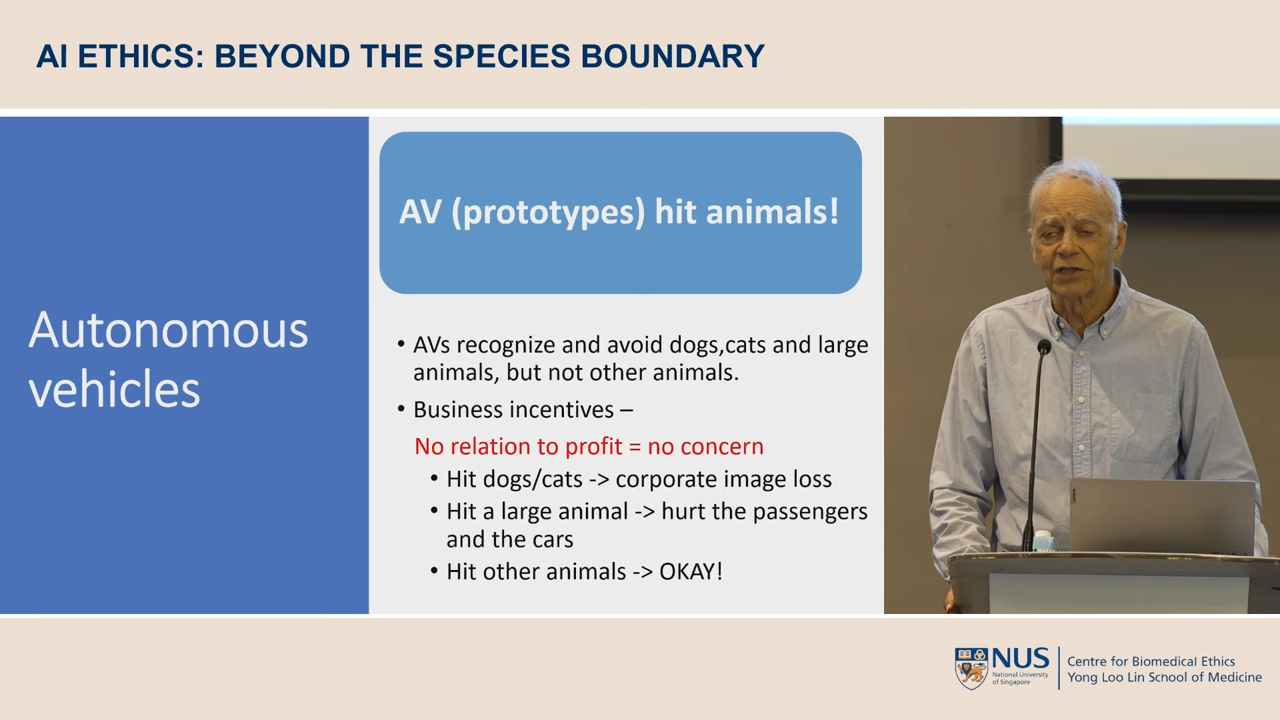 AI ETHICS: BEYOND THE SPECIES BOUNDARY
Autonomous
vehicles
AV (prototypes) hit animals!
• AVs recognize and avoid dogs,cats and large
animals, but not other animals.
• Business incentives –
No relation to profit = no concern
• Hit dogs/cats -> corporate image loss
• Hit a large animal -> hurt the passengers
and the cars
• Hit other animals -> OKAY!
NUS
National University
of Singapore
Centre for Biomedical Ethics
Yong Loo Lin School of Medicine